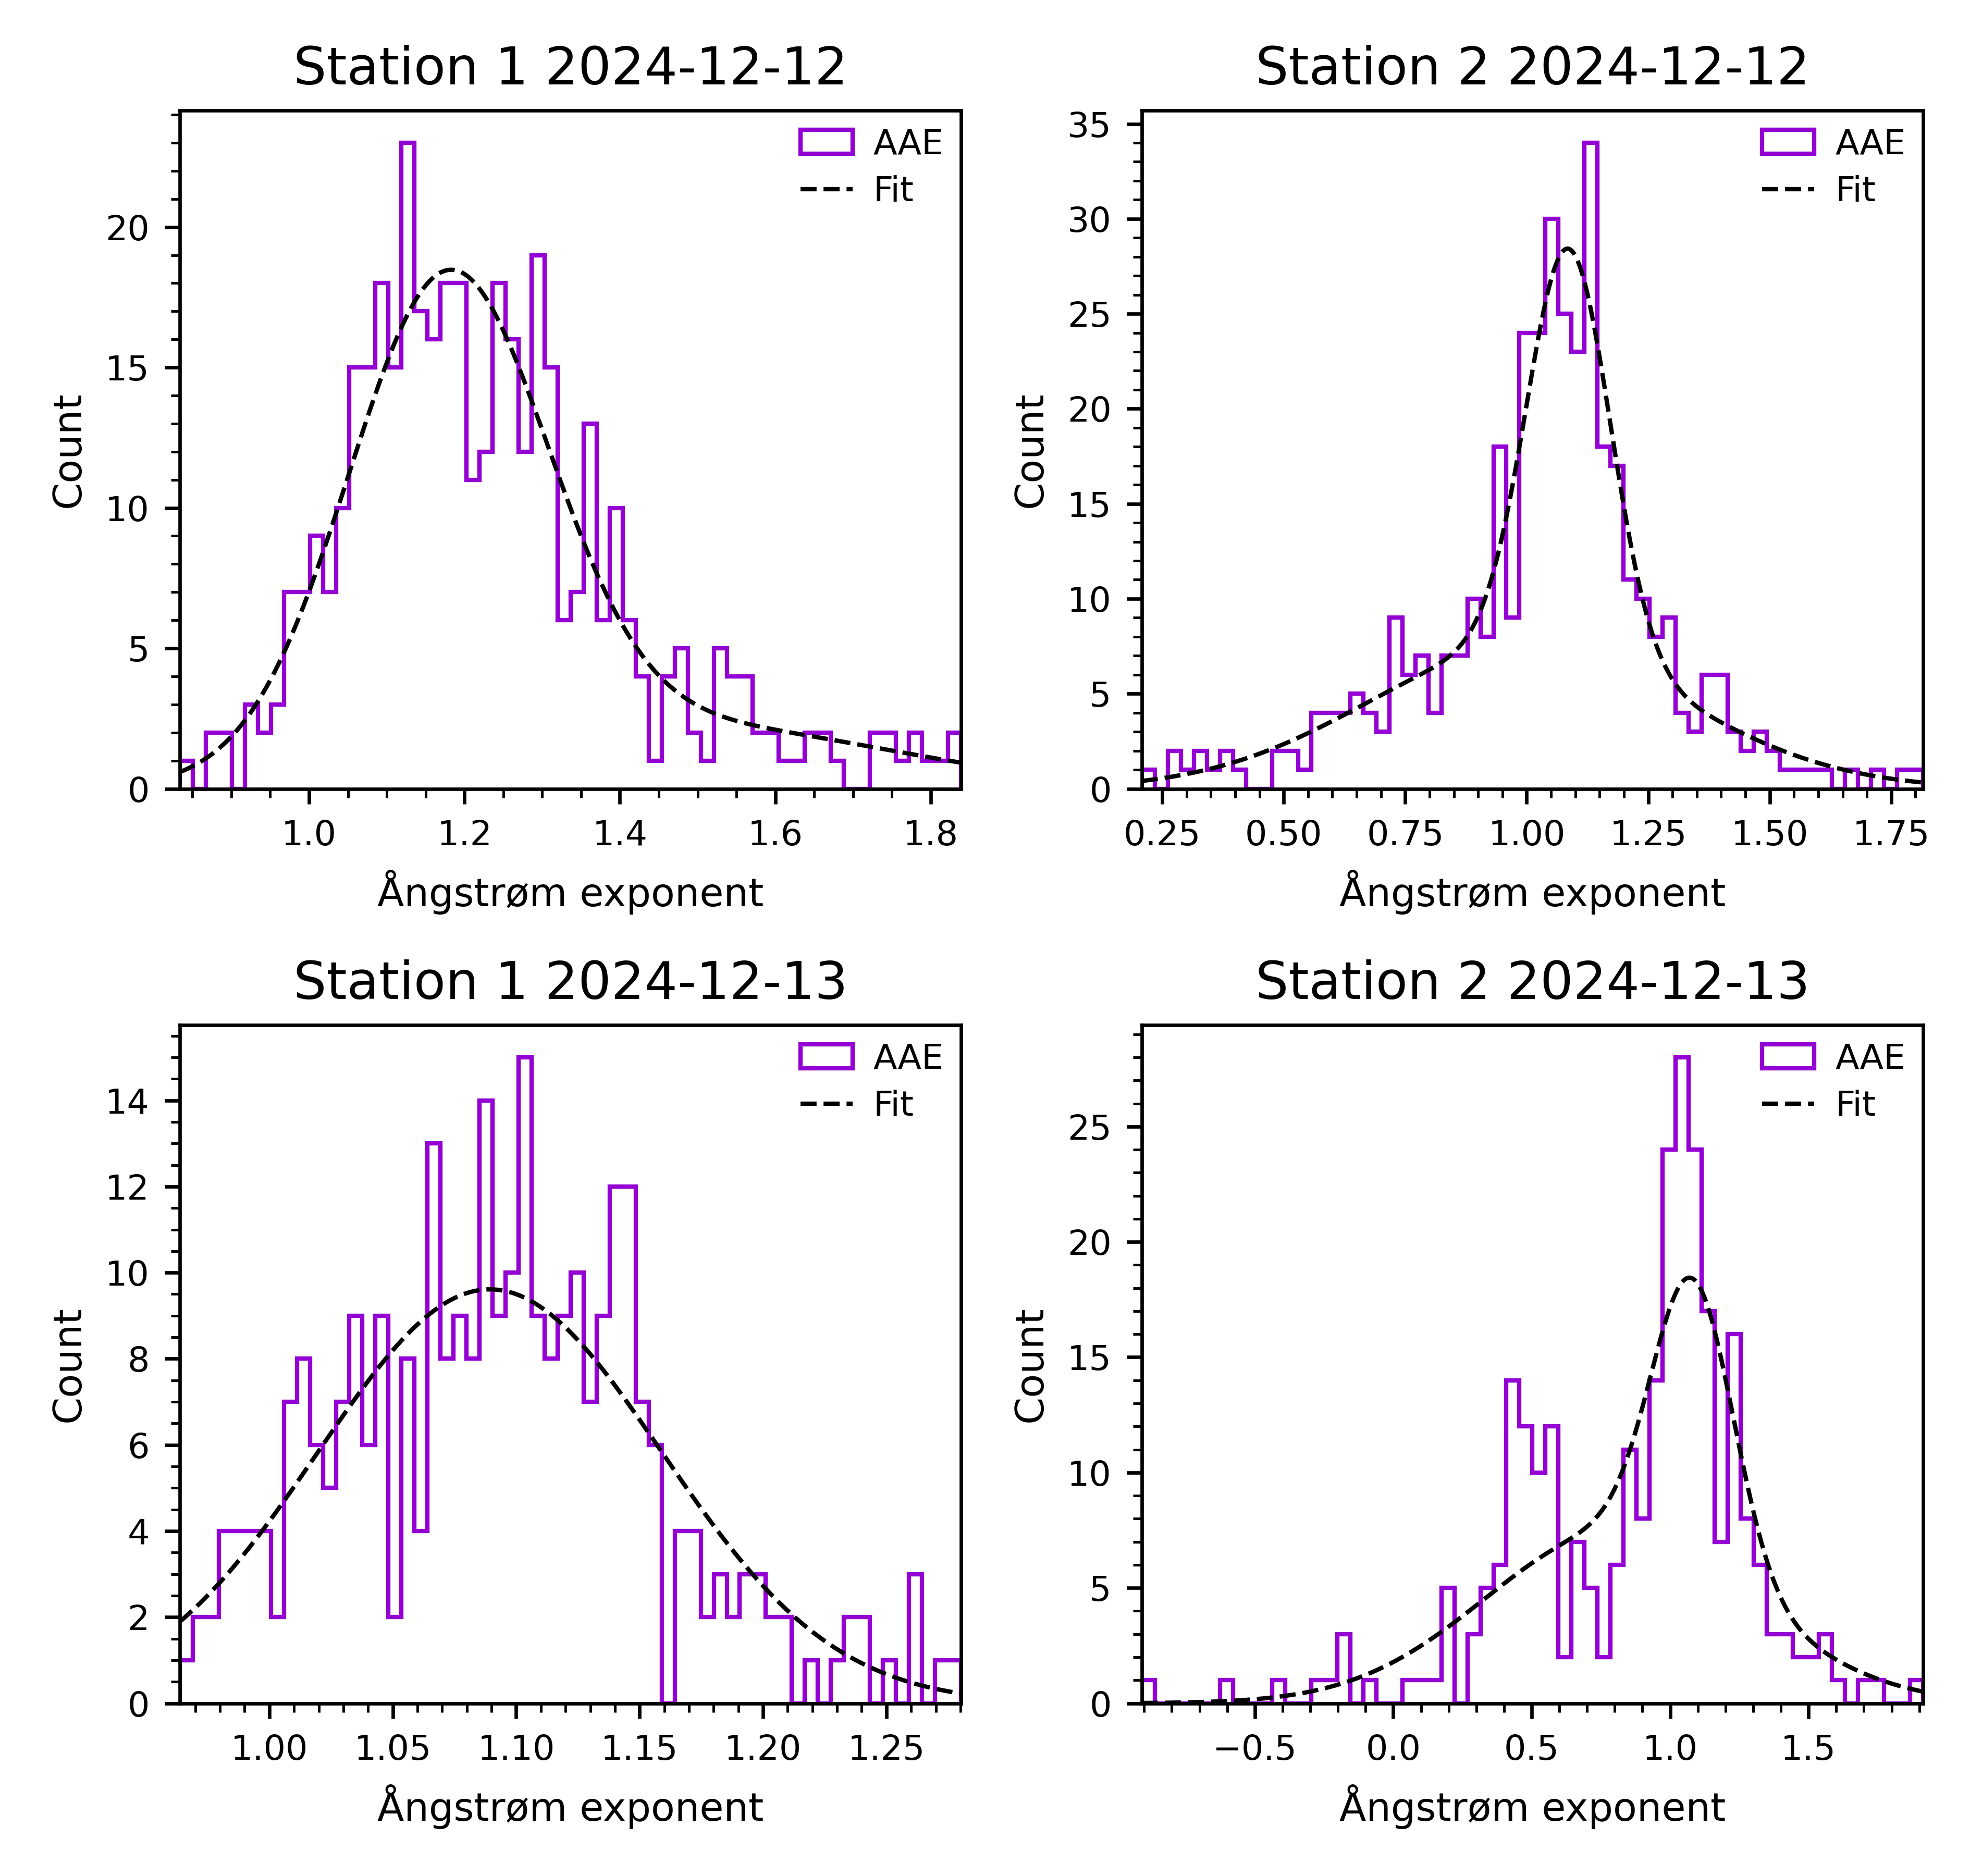 Station 1 2024-12-12
AAE
Fit
20
15
10
5
0
Count
1.0 1.2 1.4 1.6 1.8
Ångstrøm exponent
Station 2 2024-12-12
AAE
Fit
35
30
25
20
15
10
5
0
Count
0.25 0.50 0.75 1.00 1.25 1.50 1.75
Ångstrøm exponent
Station 1 2024-12-13
AAE
Fit
14
12
10
8
6
4
2
0
Count
1.00 1.05 1.10 1.15 1.20 1.25
Ångstrøm exponent
Station 2 2024-12-13
AAE
Fit
25
20
15
10
5
0
Count
−0.5 0.0 0.5 1.0 1.5
Ångstrøm exponent